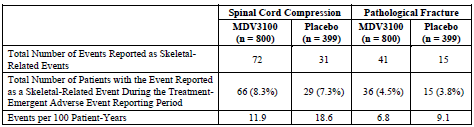 Spinal Cord Compression Pathological Fracture
MDV3100 Placebo MDV3100 Placebo
(n = 800) (n = 399) (n = 800) (n = 399)
Total Number of Events Reported as Skeletal-
Related Events 72 31 41 15
Total Number of Patients with the Event Reported
as a Skeletal-Related Event During the Treatment- 66 (8.3%) 29 (7.3%) 36 (4.5%) 15 (3.8%)
Emergent Adverse Event Reporting Period
Events per 100 Patient-Years 11.9 18.6 6.8 9.1